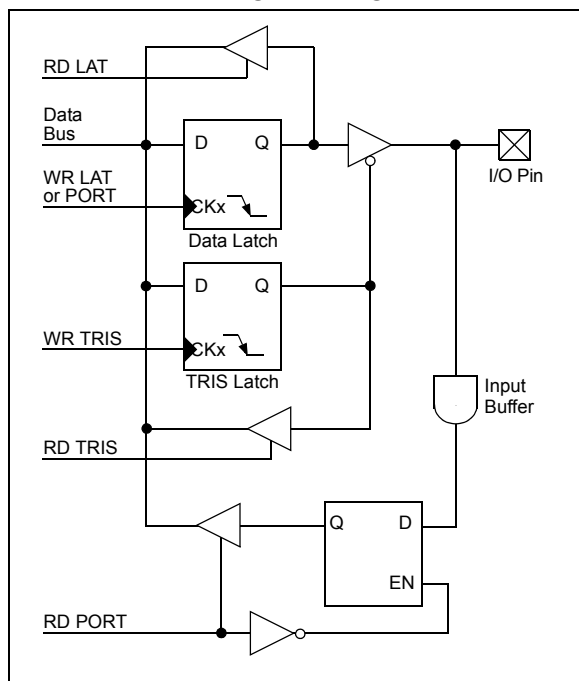 RD LAT
Data
Bus
D Q
WR LAT
or PORT
CKx
Data Latch
I/O Pin
D Q
WR TRIS
CKx
TRIS Latch
Input
Buffer
RD TRIS
Q D
EN
RD PORT